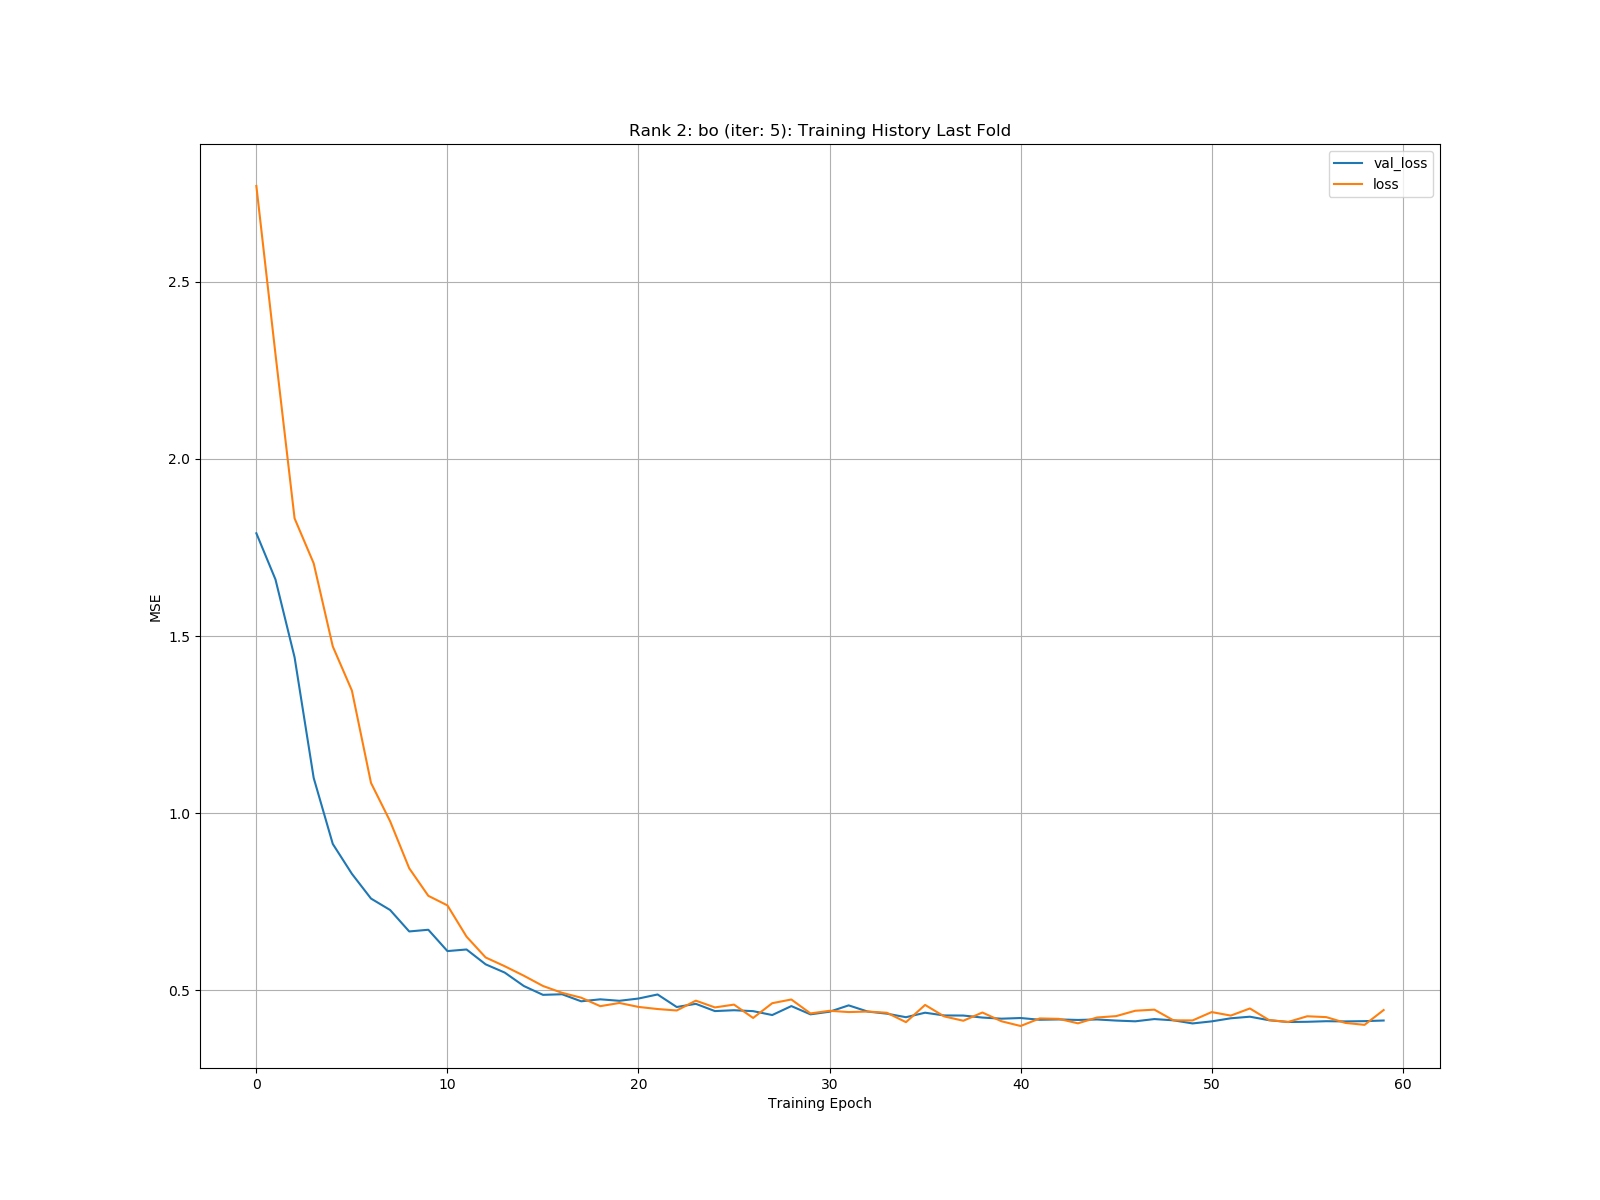 Rank 2: bo (iter: 5): Training History Last Fold
val_loss
loss
2.5
2.0
1.5
1.0
0.5
MSE
0 10 20 30 40 50 60
Training Epoch